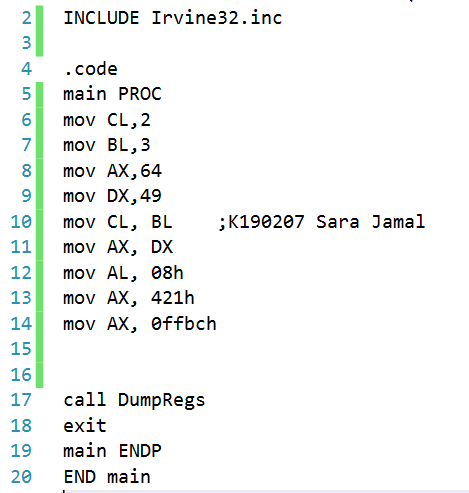 2 INCLUDE Irvine32.inc
3
4 .code
5 main PROC
6 mov CL,2
7 mov BL,3
8 mov AX,64
9 mov DX,49
10 mov CL, BL    ;K190207 Sara Jamal
11 mov AX, DX
12 mov AL, 08h
13 mov AX, 421h
14 mov AX, 0ffbch
15
16
17 call DumpRegs
18 exit
19 main ENDP
20 END main